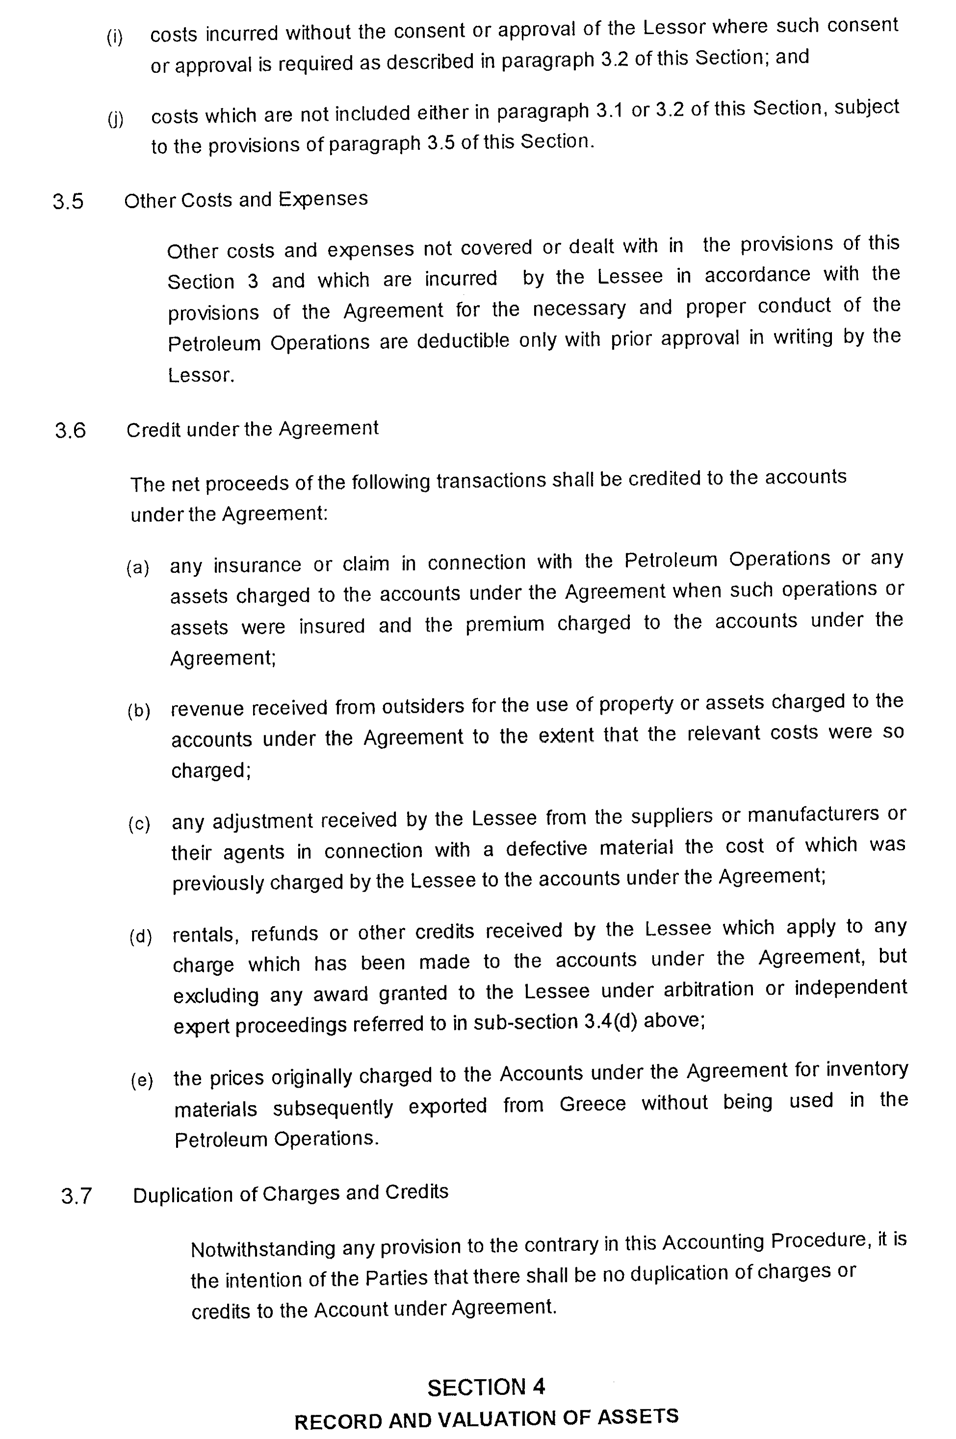 (i) costs incurred without the consent or approval of the Lessor where such consent
or approval is required as described in paragraph 3.2 of this Section; and
(j) costs which are not included either in paragraph 3.1 or 3.2 of this Section, subject
to the provisions of paragraph 3.5 of this Section.
3.5 Other Costs and Expenses
Other costs and expenses not covered or dealt with in the provisions of this
Section 3 and which are incurred by the Lessee in accordance with the
provisions of the Agreement for the necessary and proper conduct of the
Petroleum Operations are deductible only with prior approval in writing by the
Lessor.
3.6 Credit under the Agreement
The net proceeds of the following transactions shall be credited to the accounts
under the Agreement:
(a) any insurance or claim in connection with the Petroleum Operations or any
assets charged to the accounts under the Agreement when such operations or
assets were insured and the premium charged to the accounts under the
Agreement;
(b) revenue received from outsiders for the use of property or assets charged to the
accounts under the Agreement to the extent that the relevant costs were so
charged;
(c) any adjustment received by the Lessee from the suppliers or manufacturers or
their agents in connection with a defective material the cost of which was
previously charged by the Lessee to the accounts under the Agreement;
(d) rentals, refunds or other credits received by the Lessee which apply to any
charge which has been made to the accounts under the Agreement, but
excluding any award granted to the Lessee under arbitration or independent
expert proceedings referred to in sub-section 3.4(d) above;
(e) the prices originally charged to the Accounts under the Agreement for inventory
materials subsequently exported from Greece without being used in the
Petroleum Operations.
3.7 Duplication of Charges and Credits
Notwithstanding any provision to the contrary in this Accounting Procedure, it is
the intention of the Parties that there shall be no duplication of charges or
credits to the Account under Agreement.
SECTION 4
RECORD AND VALUATION OF ASSETS